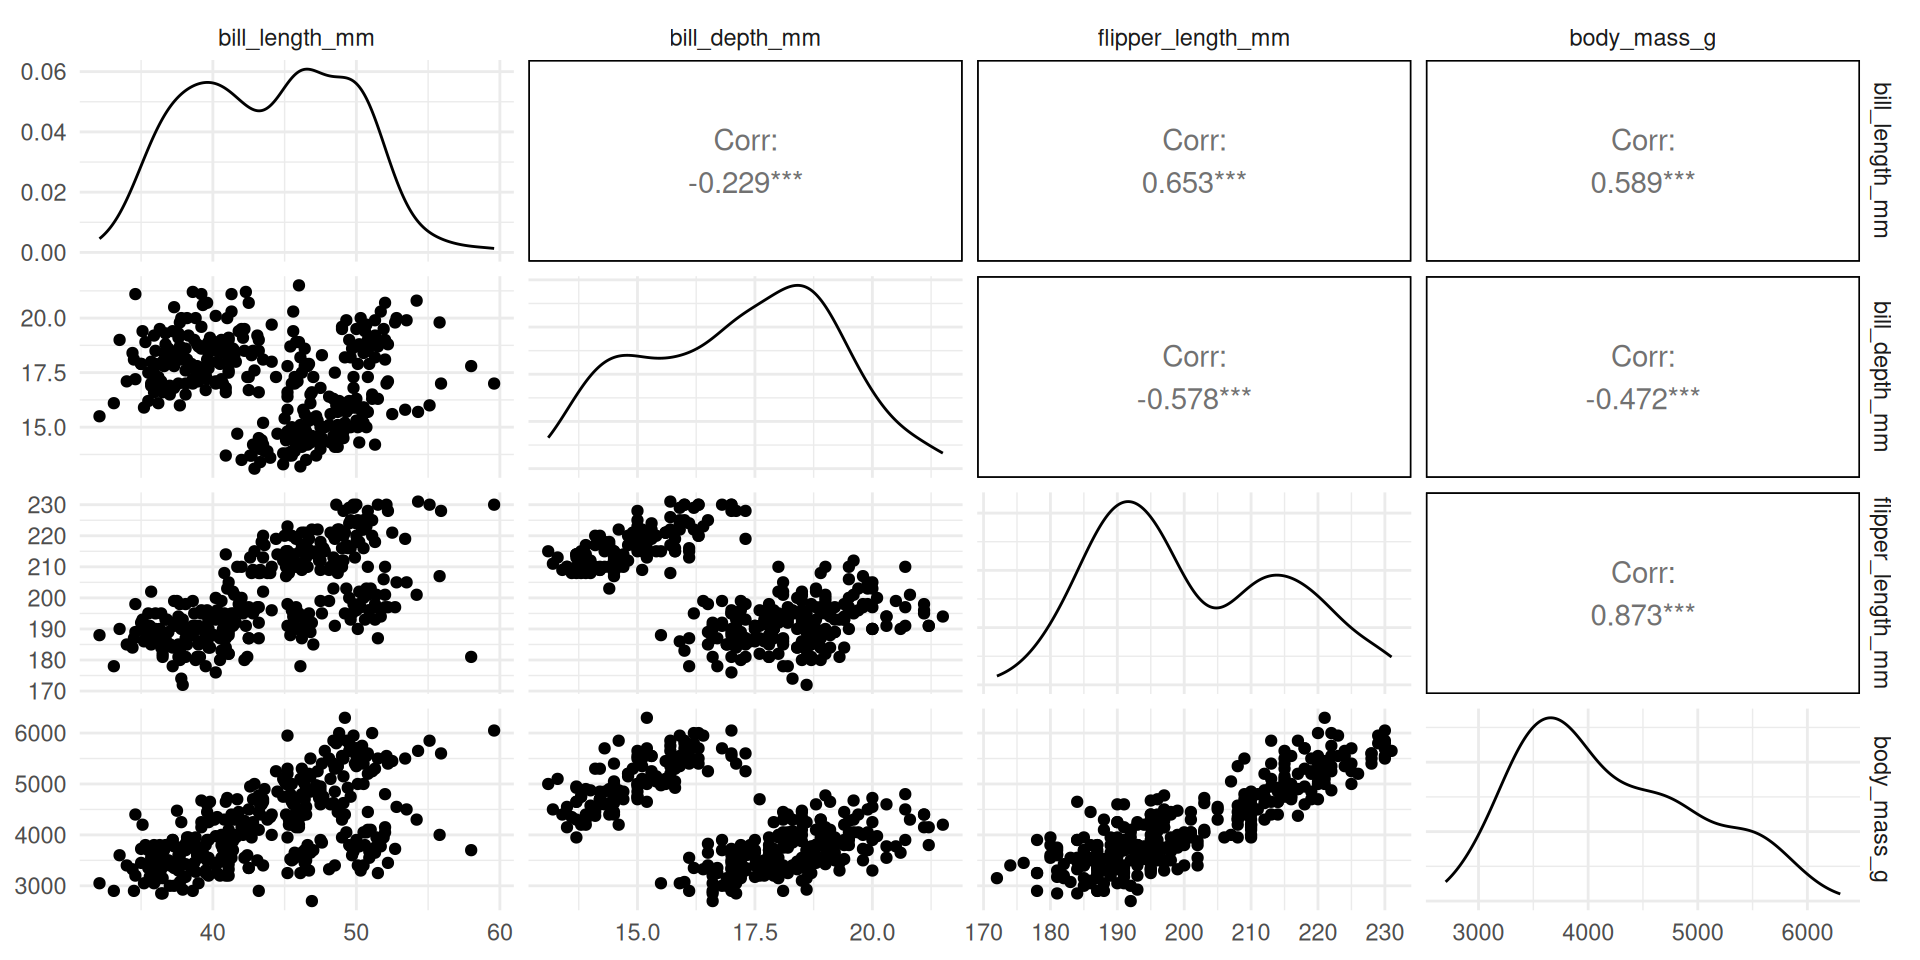 bill_length_mm bill_depth_mm flipper_length_mm body_mass_g
0.06
0.04
0.02
0.00
Corr:
-0.229***
Corr:
0.653***
Corr:
0.589***
bill_length_mm
20.0
17.5
15.0
Corr:
-0.578***
Corr:
-0.472***
bill_depth_mm
230
220
210
200
190
180
170
Corr:
0.873***
flipper_length_mm
6000
5000
4000
3000
body_mass_g
40 50 60 15.0 17.5 20.0 170 180 190 200 210 220 230 3000 4000 5000 6000